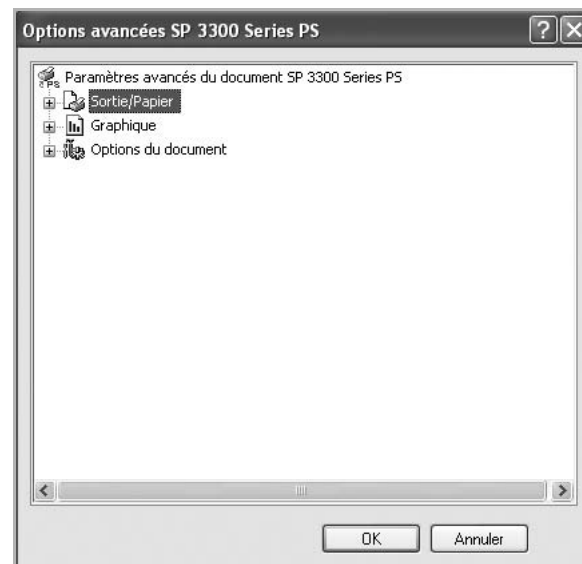 Options avancées SP 3300 Series PS
Paramètres avancés du document SP 3300 Series PS
Sortie/Papier
Graphique
Options du document
OK
Annuler